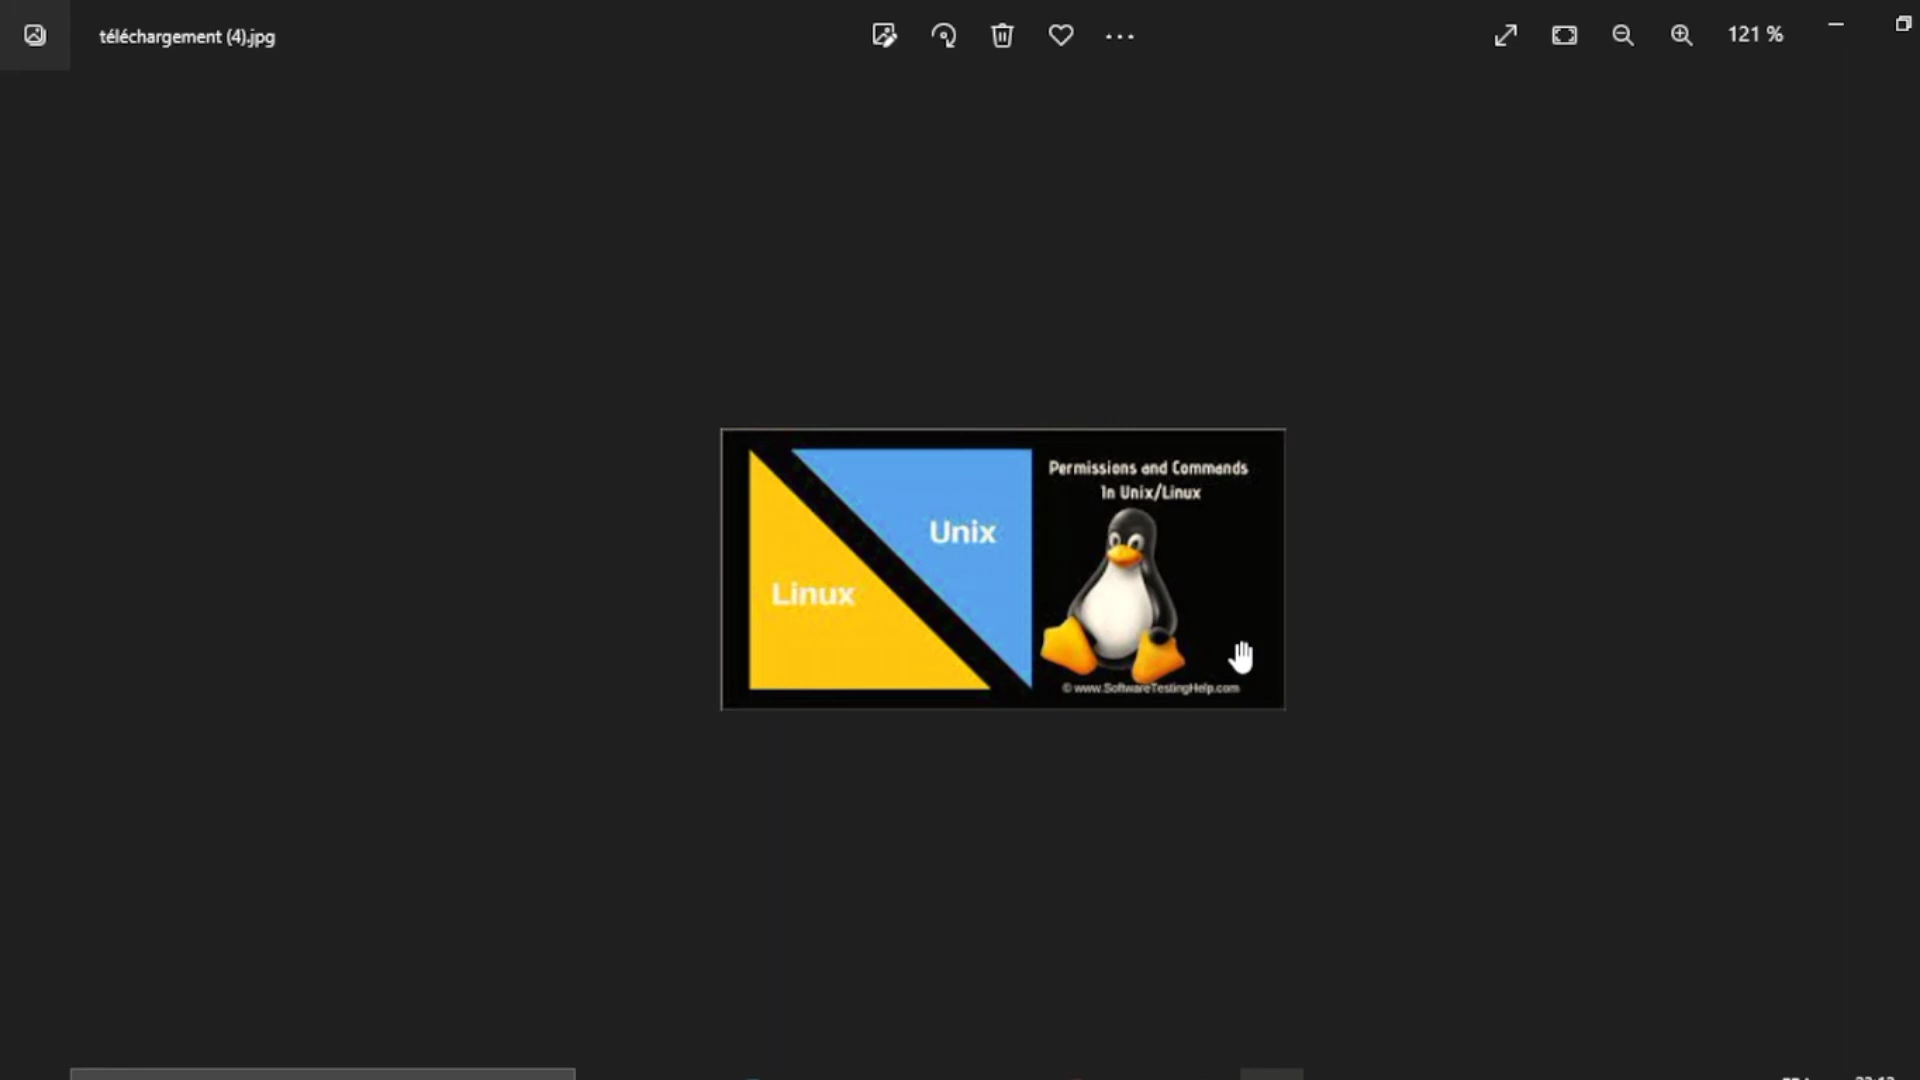 téléchargement (4).jpg
121 %
Permissions and Commands
In Unix/Linux
Unix
Linux
© www.SoftwareTestingHelp.com